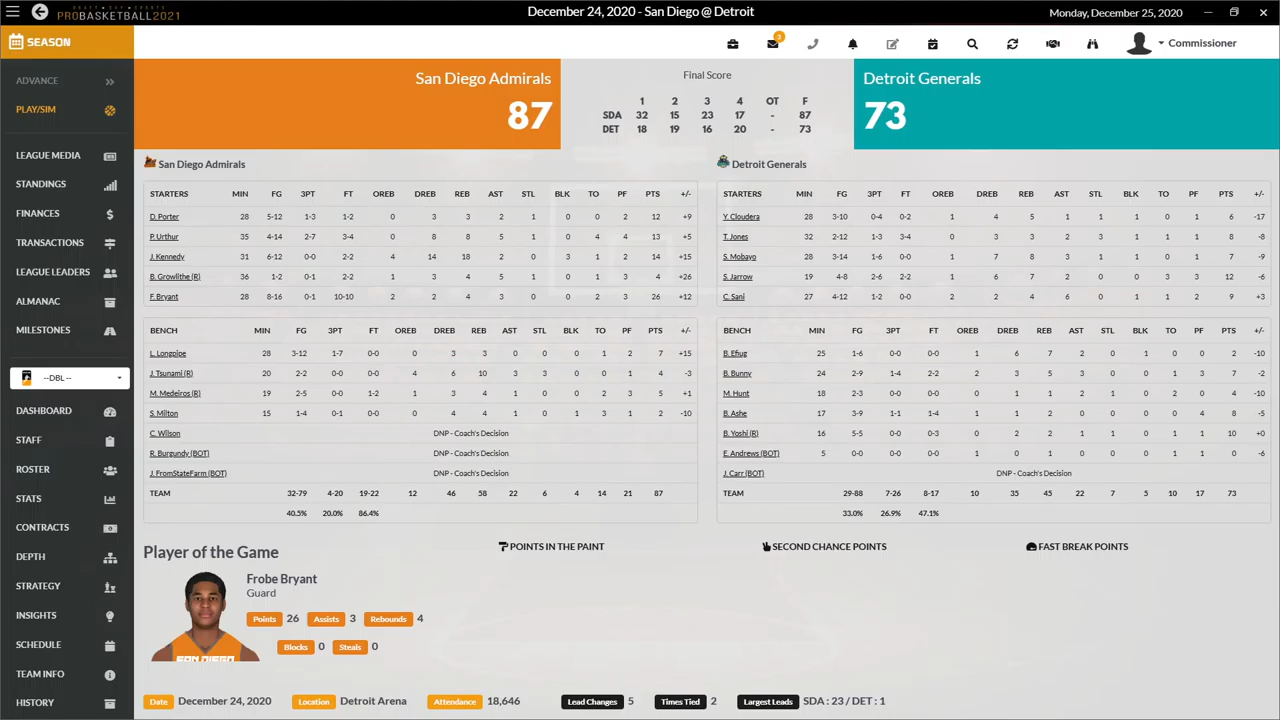 DRAFT DAY SPORTS
PROBASKETBALL2021
December 24, 2020 - San Diego @ Detroit
Monday, December 25, 2020
SEASON
3
Commissioner
ADVANCE
PLAY/SIM
LEAGUE MEDIA
STANDINGS
FINANCES
TRANSACTIONS
LEAGUE LEADERS
ALMANAC
MILESTONES
--DBL --
DASHBOARD
STAFF
ROSTER
STATS
CONTRACTS
DEPTH
STRATEGY
INSIGHTS
SCHEDULE
TEAM INFO
HISTORY
San Diego Admirals
87
Final Score
1 2 3 4 OT F
SDA 32 15 23 17 - 87
DET 18 19 16 20 - 73
Detroit Generals
73
San Diego Admirals
STARTERS MIN FG 3PT FT OREB DREB REB AST STL BLK TO PF PTS +/-
D. Porter 28 5-12 1-3 1-2 0 3 3 2 1 0 0 2 12 +9
P. Urthur 35 4-14 2-7 3-4 0 8 8 5 1 0 4 4 13 +5
J. Kennedy 31 6-12 0-0 2-2 4 14 18 2 0 3 1 2 14 +15
B. Growlithe (R) 36 1-2 0-1 2-2 1 3 4 5 1 0 1 3 4 +26
F. Bryant 28 8-16 0-1 10-10 2 2 4 3 0 0 2 3 26 +12
BENCH MIN FG 3PT FT OREB DREB REB AST STL BLK TO PF PTS +/-
L. Longpipe 28 3-12 1-7 0-0 0 3 3 0 0 0 1 2 7 +15
J. Tsunami (R) 20 2-2 0-0 0-0 4 6 10 3 3 0 0 1 4 -3
M. Medeiros (R) 19 2-5 0-0 1-2 1 3 4 1 0 0 2 3 5 +1
S. Milton 15 1-4 0-1 0-0 0 4 4 1 0 1 3 1 2 -10
C. Wilson DNP - Coach's Decision
R. Burgundy (BOT) DNP - Coach's Decision
J. FromStateFarm (BOT) DNP - Coach's Decision
TEAM 32-79 4-20 19-22 12 46 58 22 6 4 14 21 87
40.5% 20.0% 86.4%
Detroit Generals
STARTERS MIN FG 3PT FT OREB DREB REB AST STL BLK TO PF PTS +/-
Y. Cloudera 28 3-10 0-4 0-2 1 4 5 1 1 1 0 1 6 -17
T. Jones 32 2-12 1-3 3-4 0 3 3 2 3 1 1 1 8 -8
S. Mobayo 28 3-14 1-6 0-0 1 7 8 3 1 1 1 1 7 -9
S. Jarrow 31 4-8 2-6 2-2 1 6 7 2 0 0 3 3 12 -6
C. Sani 27 4-12 1-2 0-0 2 2 4 6 0 1 1 2 9 +3
BENCH MIN FG 3PT FT OREB DREB REB AST STL BLK TO PF PTS +/-
B. Efiug 25 1-6 0-0 0-0 1 6 7 2 0 1 0 0 2 -10
B. Bunny 24 2-9 1-4 2-2 2 3 5 3 0 0 1 3 7 -2
M. Hunt 18 2-3 0-0 0-0 0 1 1 2 1 0 2 0 4 -10
B. Ashe 17 3-9 1-1 1-4 1 1 2 0 0 0 0 4 8 -5
B. Yoshi (R) 16 5-5 0-0 0-3 0 2 2 1 1 0 1 1 10 +0
E. Andrews (BOT) 5 0-0 0-0 0-0 1 0 1 0 0 0 1 1 0 -6
J. Carr (BOT) DNP - Coach's Decision
TEAM 29-88 7-26 8-17 10 35 45 22 7 5 10 17 73
33.0% 26.9% 47.1%
Player of the Game
Frobe Bryant
Guard
Points 26 Assists 3 Rebounds 4
Blocks 0 Steals 0
SAN DIEGO
POINTS IN THE PAINT
SECOND CHANCE POINTS
FAST BREAK POINTS
Date December 24, 2020 Location Detroit Arena Attendance 18,646 Lead Changes 5 Times Tied 2 Largest Leads SDA : 23 / DET : 1